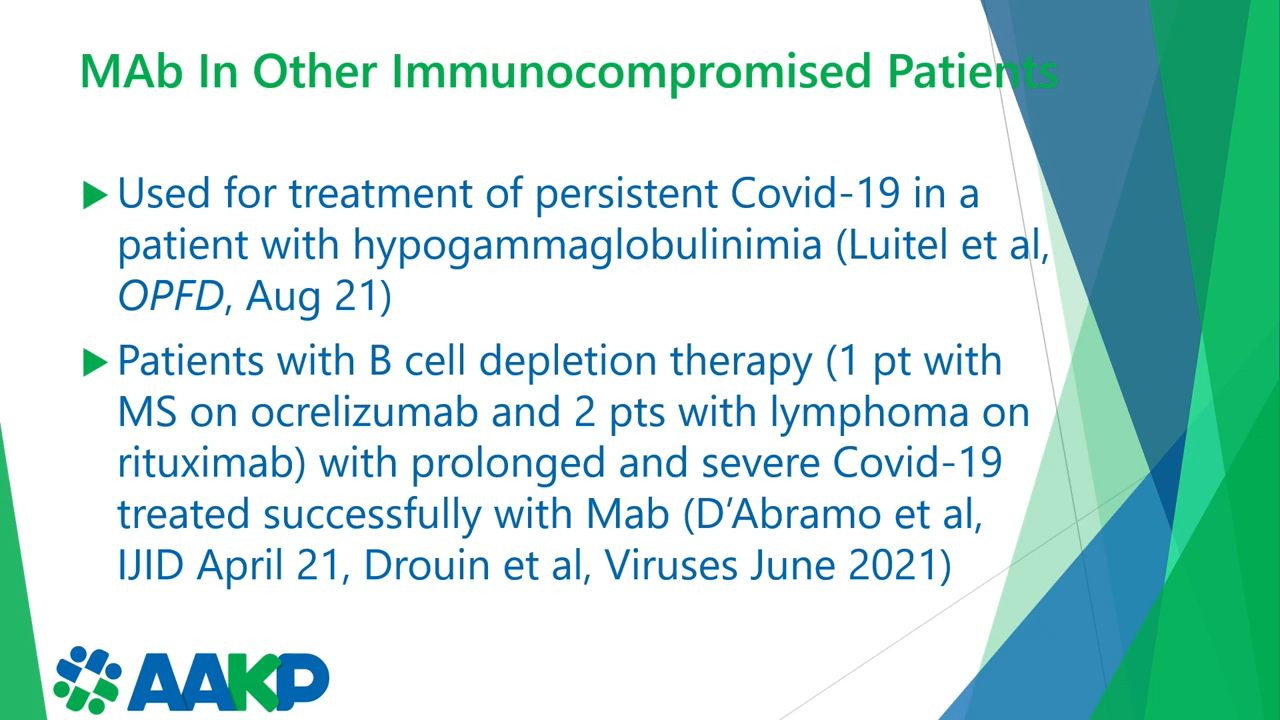 MAb In Other Immunocompromised Patients
Used for treatment of persistent Covid-19 in a
patient with hypogammaglobulinimia (Luitel et al,
OPFD, Aug 21)
Patients with B cell depletion therapy (1 pt with
MS on ocrelizumab and 2 pts with lymphoma on
rituximab) with prolonged and severe Covid-19
treated successfully with Mab (D’Abramo et al,
IJID April 21, Drouin et al, Viruses June 2021)
AAKP